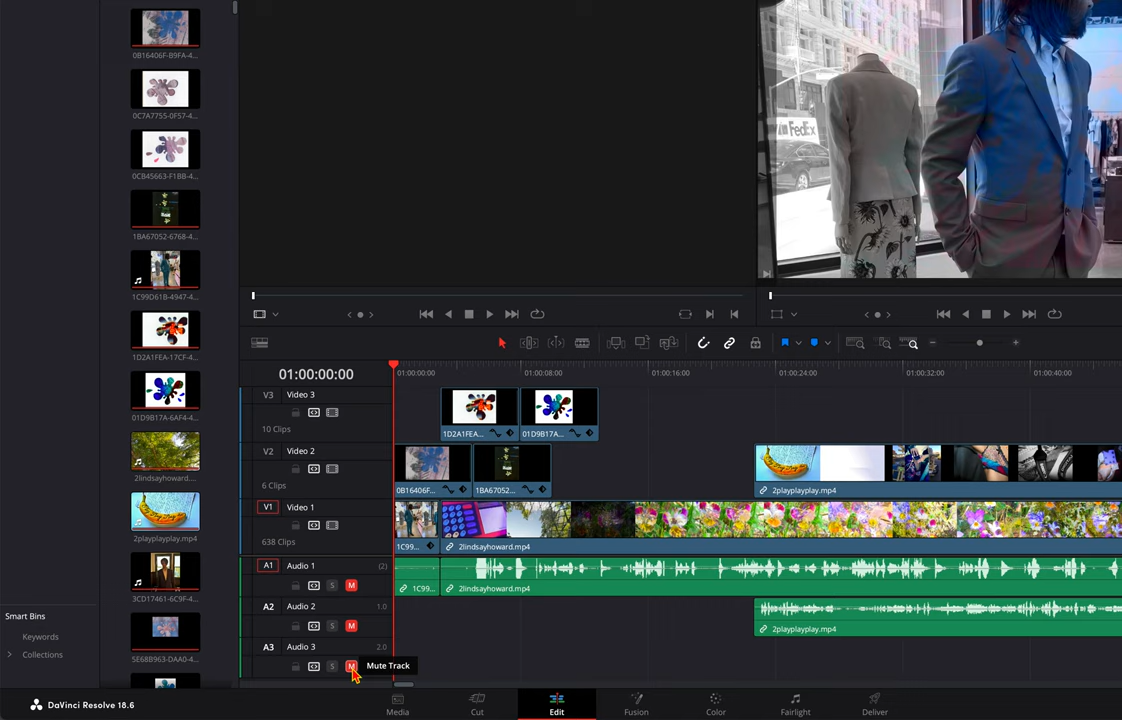 0B16406F-B9FA-4...
0C7A7755-0F57-4...
0CB45663-F1BB-4...
1BA67052-6768-4...
1C99D61B-4947-4...
1D2A1FEA-17CF-4...
01D9B17A-6AF4-4...
2lindsayhoward....
2playplayplay.mp4
3CD17461-6C9F-4...
5E68B963-DAA0-4...
Smart Bins
Keywords
Collections
FedEx
01:00:00:00
01:00:00:00
01:00:08:00
01:00:16:00
01:00:24:00
01:00:32:00
01:00:40:00
V3 Video 3
10 Clips
1D2A1FEA...
01D9B17A...
V2 Video 2
6 Clips
0B16406F...
1BA67052...
2playplayplay.mp4
V1 Video 1
638 Clips
1C99...
2lindsayhoward.mp4
A1 Audio 1 (2)
S M
1C99...
2lindsayhoward.mp4
A2 Audio 2 1.0
S M
2playplayplay.mp4
A3 Audio 3 2.0
S M
Mute Track
DaVinci Resolve 18.6
Media
Cut
Edit
Fusion
Color
Fairlight
Deliver